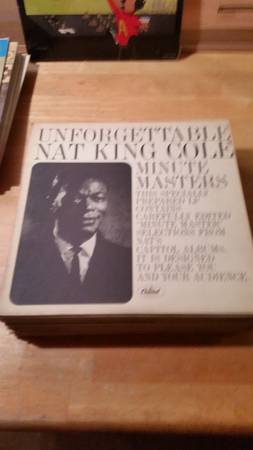 UNFORGETTABLE
NAT KING COLE
MINUTE
MASTERS
THIS SPECIALLY
PREPARED LP
CONTAINS
CAREFULLY EDITED
"MINUTE MASTER"
SELECTIONS FROM
NAT'S
CAPITOL ALBUMS.
IT IS DESIGNED
TO PLEASE YOU
AND YOUR AUDIENCE.
Capitol